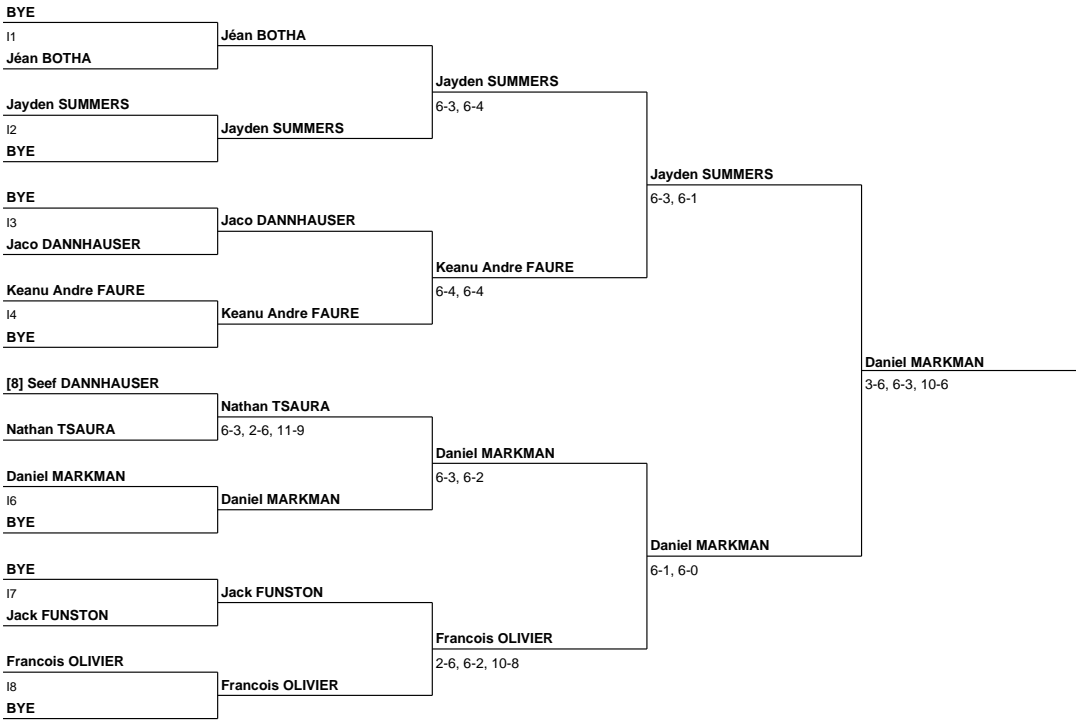 BYE
I1
Jéan BOTHA
Jéan BOTHA
Jayden SUMMERS
6-3, 6-4
Jayden SUMMERS
I2
BYE
Jayden SUMMERS
Jayden SUMMERS
6-3, 6-1
BYE
I3
Jaco DANNHAUSER
Jaco DANNHAUSER
Keanu Andre FAURE
6-4, 6-4
Keanu Andre FAURE
I4
BYE
Keanu Andre FAURE
Daniel MARKMAN
3-6, 6-3, 10-6
[8] Seef DANNHAUSER
Nathan TSAURA
Nathan TSAURA
6-3, 2-6, 11-9
Daniel MARKMAN
6-3, 6-2
Daniel MARKMAN
I6
BYE
Daniel MARKMAN
Daniel MARKMAN
6-1, 6-0
BYE
I7
Jack FUNSTON
Jack FUNSTON
Francois OLIVIER
2-6, 6-2, 10-8
Francois OLIVIER
I8
BYE
Francois OLIVIER